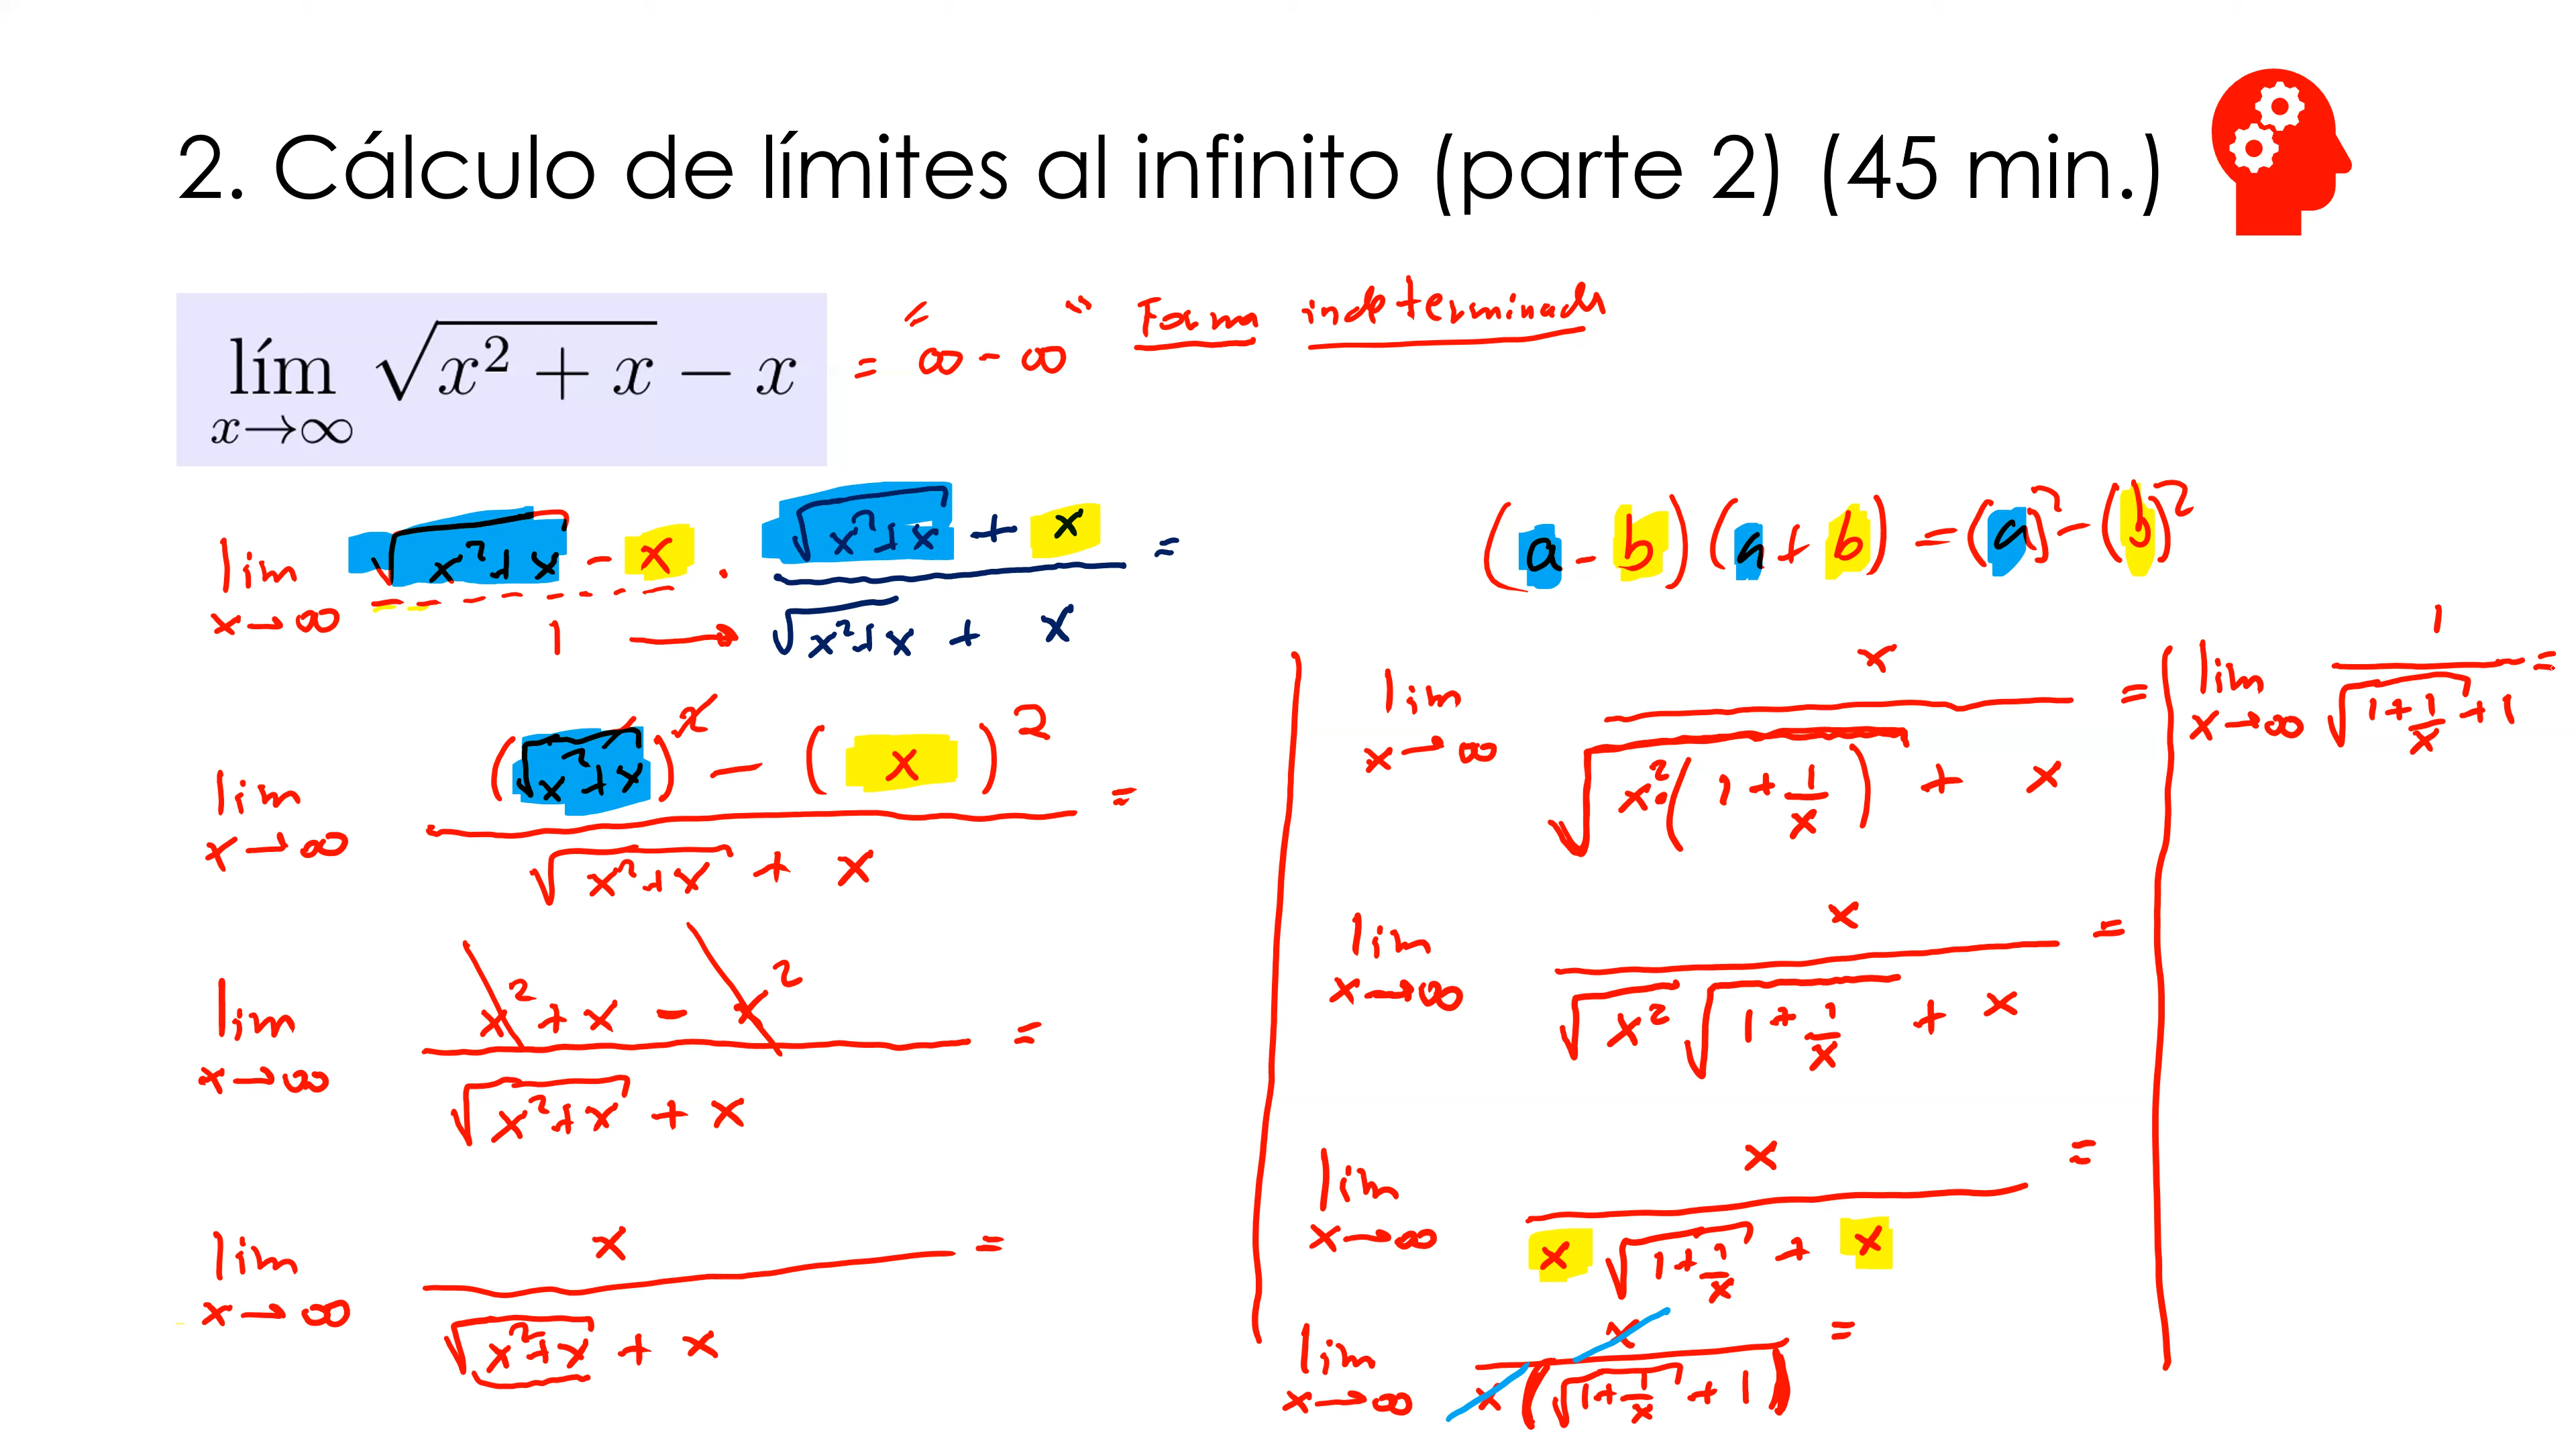 2. Cálculo de límites al infinito (parte 2) (45 min.)
lím x→∞ √(x² + x) − x = "∞ − ∞" Forma indeterminada
lim x→∞ (√(x²+x) − x)/1 · (√(x²+x) + x)/(√(x²+x) + x) =
lim x→∞ ((√(x²+x))² − (x)²)/(√(x²+x) + x) =
lim x→∞ (x² + x − x²)/(√(x²+x) + x) =
lim x→∞ x/(√(x²+x) + x) =
(a − b)(a + b) = (a)² − (b)²
lim x→∞ x/(√(x²(1 + 1/x)) + x) =
lim x→∞ x/(√x² √(1 + 1/x) + x) =
lim x→∞ x/(x √(1 + 1/x) + x) =
lim x→∞ x/(x(√(1 + 1/x) + 1)) =
lim x→∞ 1/(√(1 + 1/x) + 1) =